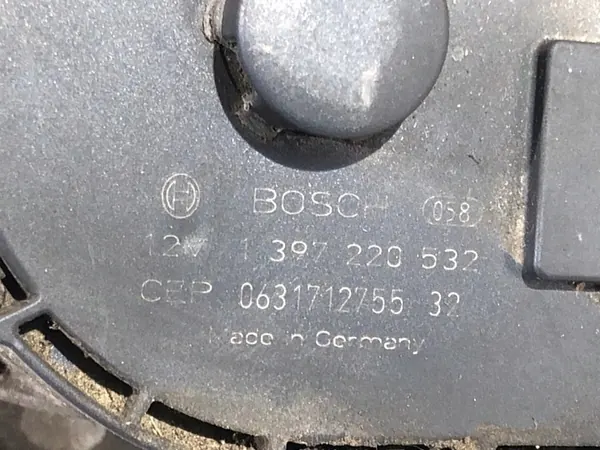 BOSCH 058
12V 1 397 220 532
CEP 0631712755 32
Made in Germany